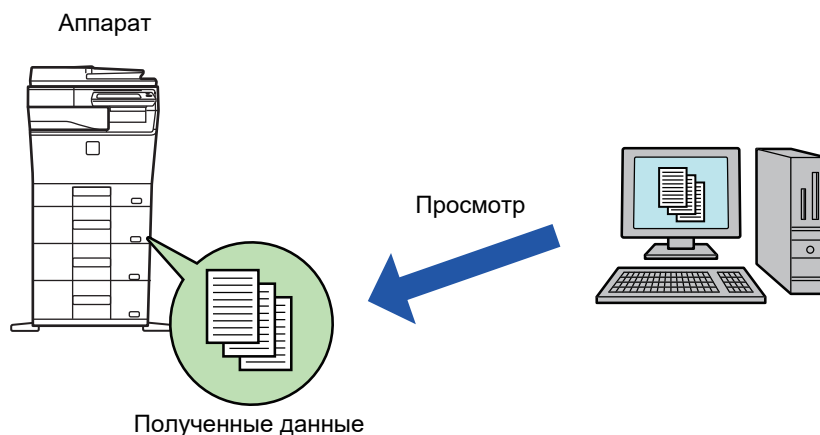 Аппарат
Просмотр
Полученные данные